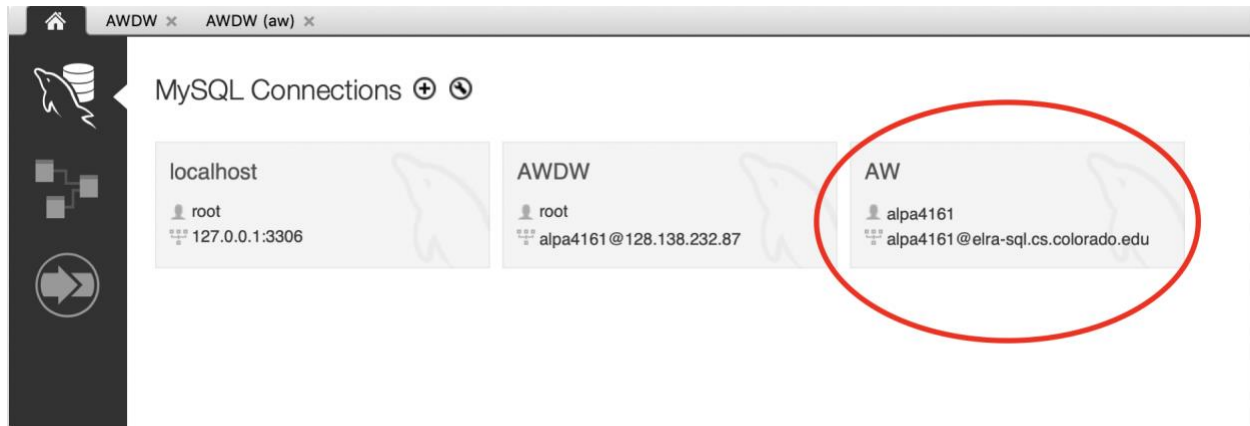 AWDW × AWDW (aw) ×
MySQL Connections
localhost
root
127.0.0.1:3306
AWDW
root
alpa4161@128.138.232.87
AW
alpa4161
alpa4161@elra-sql.cs.colorado.edu